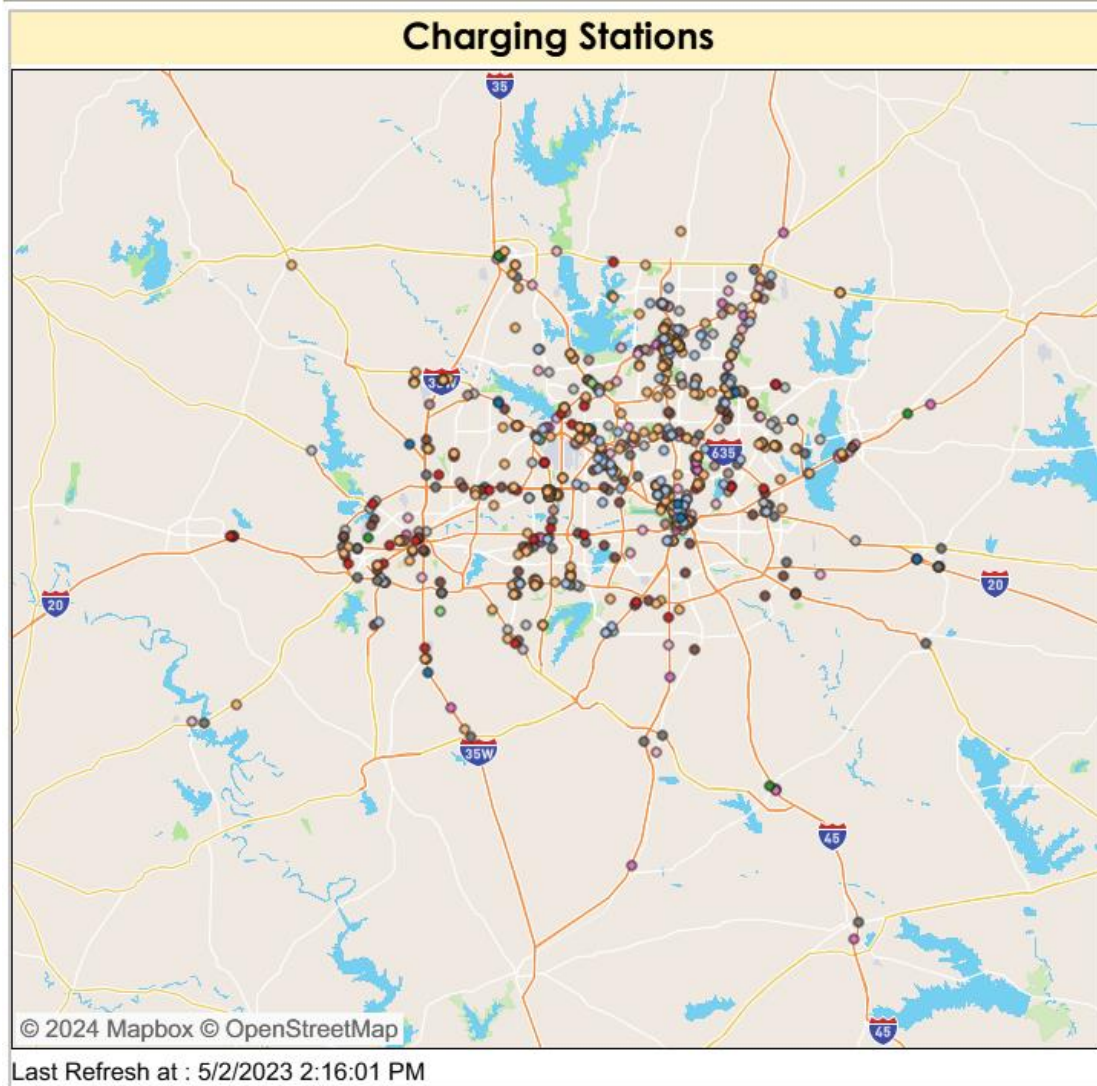 Charging Stations
35
35W
635
20
20
35W
45
45
© 2024 Mapbox © OpenStreetMap
Last Refresh at : 5/2/2023 2:16:01 PM